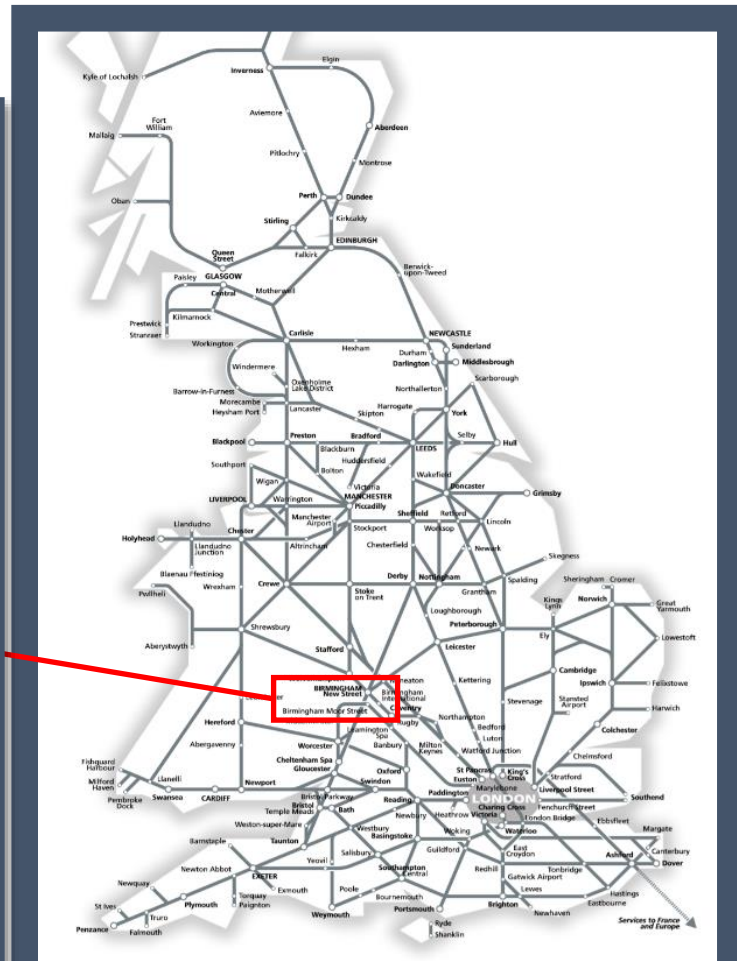 Kyle of Lochalsh
Inverness
Elgin
Aviemore
Aberdeen
Mallaig
Fort
William
Pitlochry
Montrose
Oban
Perth
Dundee
Stirling
Kirkcaldy
Queen
Street
EDINBURGH
Falkirk
GLASGOW
Central
Paisley
Motherwell
Berwick-
upon-Tweed
Prestwick
Kilmarnock
Stranraer
Carlisle
Hexham
NEWCASTLE
Sunderland
Workington
Durham
Darlington
Middlesbrough
Windermere
Oxenholme
Lake District
Northallerton
Scarborough
Barrow-in-Furness
Morecambe
Heysham Port
Lancaster
Skipton
Harrogate
York
Blackpool
Preston
Blackburn
Bradford
LEEDS
Selby
Hull
Southport
Bolton
Huddersfield
Wigan
Victoria
Wakefield
MANCHESTER
Piccadilly
Doncaster
Grimsby
LIVERPOOL
Warrington
Manchester
Airport
Stockport
Sheffield
Retford
Worksop
Lincoln
Holyhead
Llandudno
Llandudno
Junction
Chester
Altrincham
Chesterfield
Newark
Blaenau Ffestiniog
Skegness
Pwllheli
Wrexham
Crewe
Stoke
on Trent
Derby
Nottingham
Grantham
Spalding
Sheringham
Cromer
Kings
Lynn
Norwich
Great
Yarmouth
Loughborough
Aberystwyth
Shrewsbury
Stafford
Leicester
Peterborough
Ely
Lowestoft
BIRMINGHAM
New Street
Birmingham
International
Birmingham Moor Street
Coventry
Rugby
Kettering
Cambridge
Ipswich
Felixstowe
Stansted
Airport
Stevenage
Harwich
Hereford
Leamington
Spa
Northampton
Bedford
Colchester
Abergavenny
Worcester
Banbury
Milton
Keynes
Luton
Watford Junction
Chelmsford
Fishguard
Harbour
Cheltenham Spa
Gloucester
Oxford
St Pancras
Euston
King's
Cross
Stratford
Milford
Haven
Llanelli
Newport
Swindon
Marylebone
Liverpool Street
Pembroke
Dock
Swansea
CARDIFF
Bristol Parkway
Reading
Paddington
LONDON
Fenchurch Street
Southend
Bristol
Temple Meads
Bath
Newbury
Heathrow
Charing Cross
Victoria
London Bridge
Ebbsfleet
Weston-super-Mare
Westbury
Basingstoke
Woking
Waterloo
Margate
Barnstaple
Taunton
Salisbury
Guildford
East
Croydon
Canterbury
Ashford
Dover
Newton Abbot
EXETER
Yeovil
Southampton
Central
Redhill
Tonbridge
Gatwick Airport
Newquay
Exmouth
Poole
Bournemouth
Lewes
Hastings
Eastbourne
St Ives
Plymouth
Torquay
Paignton
Weymouth
Portsmouth
Brighton
Newhaven
Truro
Penzance
Falmouth
Ryde
Shanklin
Services to France
and Europe